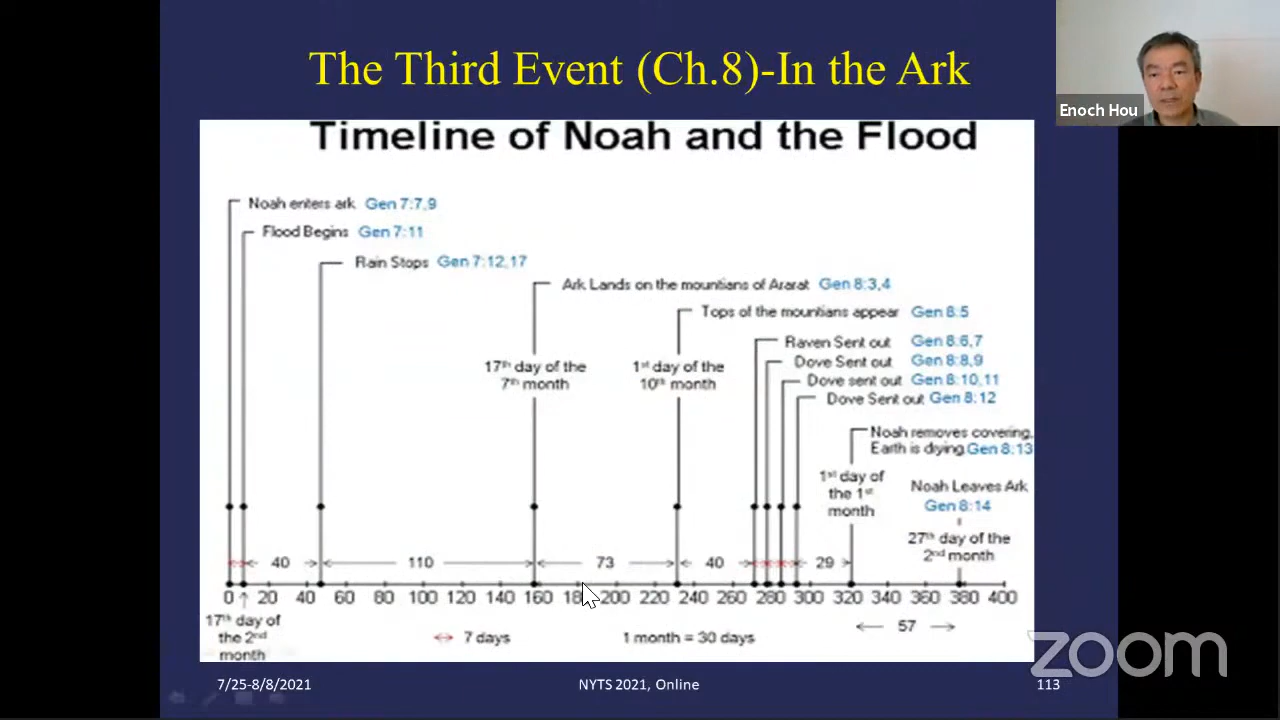 The Third Event (Ch.8)-In the Ark
Enoch Hou
Timeline of Noah and the Flood
Noah enters ark Gen 7:7,9
Flood Begins Gen 7:11
Rain Stops Gen 7:12,17
Ark Lands on the mountians of Ararat Gen 8:3,4
Tops of the mountians appear Gen 8:5
Raven Sent out Gen 8:6,7
17th day of the
7th month
1st day of the
10th month
Dove Sent out Gen 8:8,9
Dove sent out Gen 8:10,11
Dove Sent out Gen 8:12
Noah removes covering,
Earth is drying Gen 8:13
1st day of
the 1st
month
Noah Leaves Ark
Gen 8:14
27th day of the
2nd month
40 110 73 40 29
0 20 40 60 80 100 120 140 160 180 200 220 240 260 280 300 320 340 360 380 400
17th day of
the 2nd
month
7 days
1 month = 30 days
57
zoom
7/25-8/8/2021
NYTS 2021, Online
113